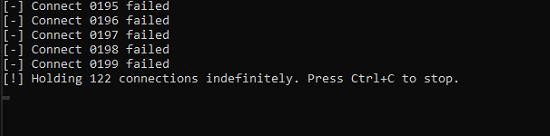 [-] Connect 0195 failed
[-] Connect 0196 failed
[-] Connect 0197 failed
[-] Connect 0198 failed
[-] Connect 0199 failed
[!] Holding 122 connections indefinitely. Press Ctrl+C to stop.